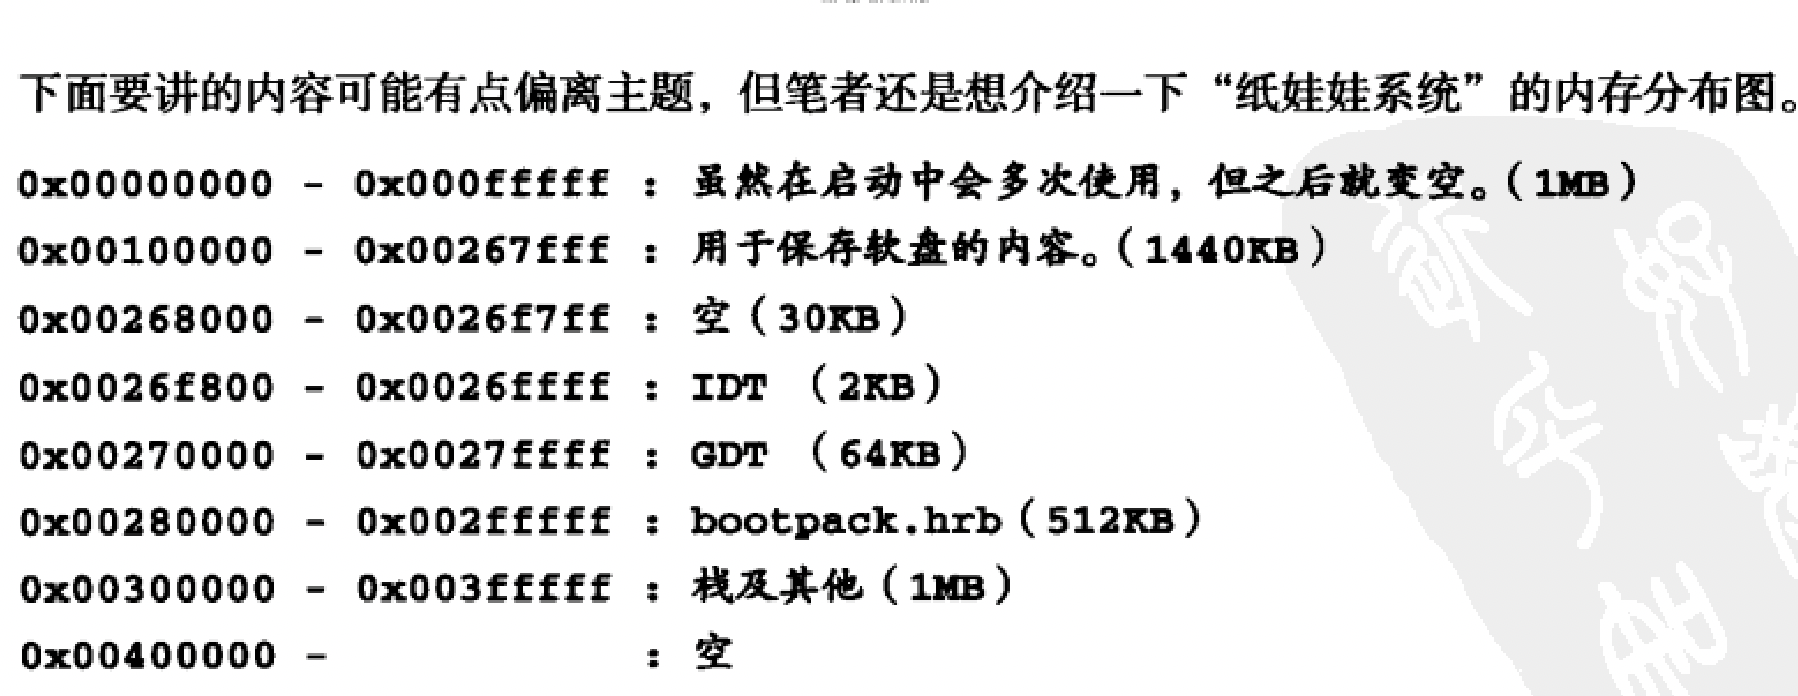 下面要讲的内容可能有点偏离主题，但笔者还是想介绍一下“纸娃娃系统”的内存分布图。
0x00000000 - 0x000fffff : 虽然在启动中会多次使用，但之后就变空。（1MB）
0x00100000 - 0x00267fff : 用于保存软盘的内容。（1440KB）
0x00268000 - 0x0026f7ff : 空（30KB）
0x0026f800 - 0x0026ffff : IDT （2KB）
0x00270000 - 0x0027ffff : GDT （64KB）
0x00280000 - 0x002fffff : bootpack.hrb（512KB）
0x00300000 - 0x003fffff : 栈及其他（1MB）
0x00400000 - : 空